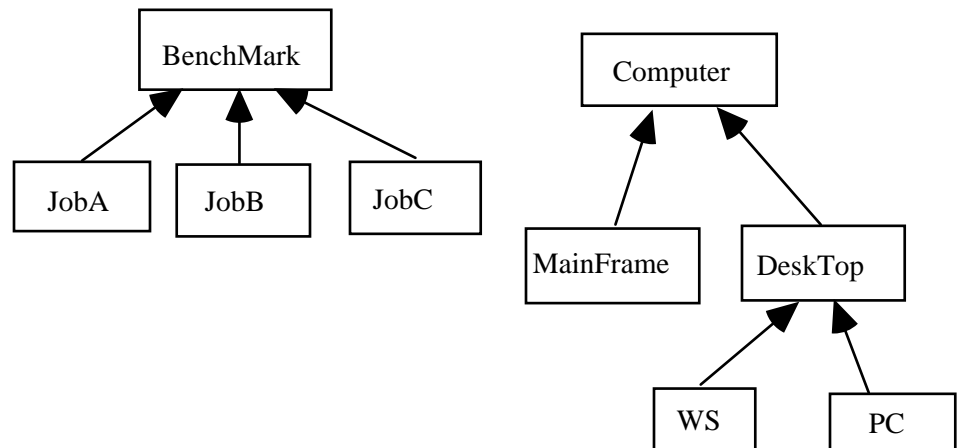 BenchMark
Computer
JobA
JobB
JobC
MainFrame
DeskTop
WS
PC